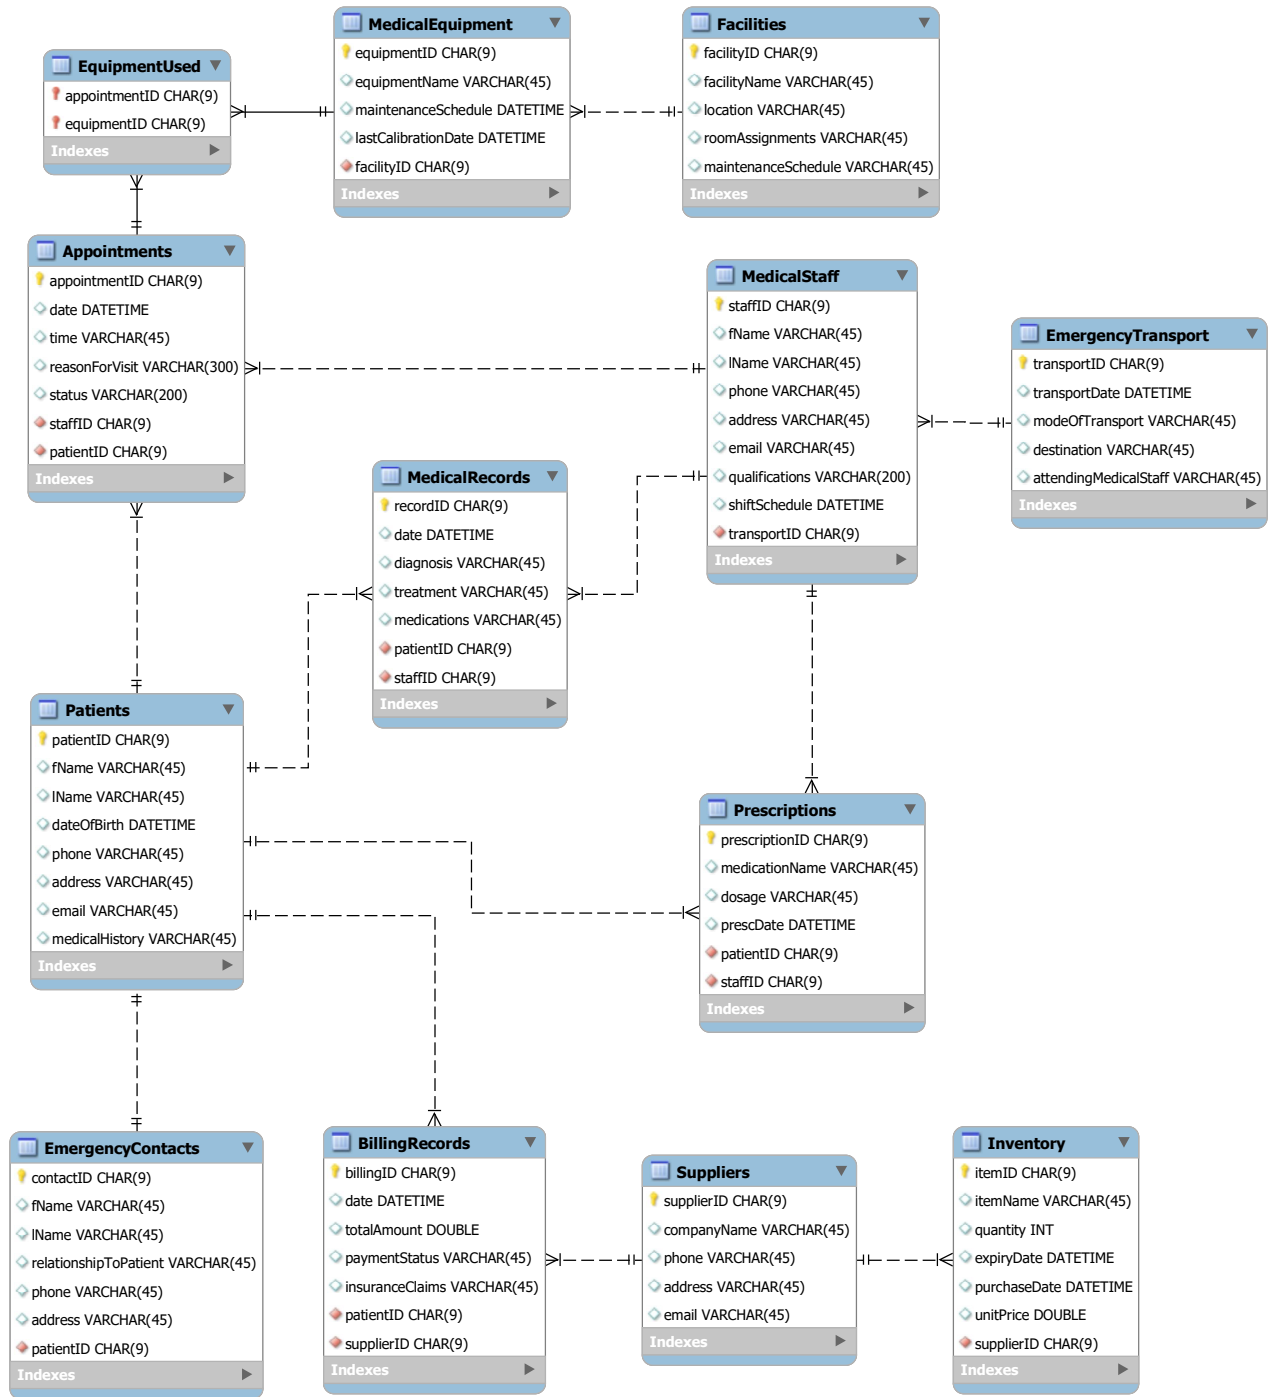 MedicalEquipment
equipmentID CHAR(9)
equipmentName VARCHAR(45)
maintenanceSchedule DATETIME
lastCalibrationDate DATETIME
facilityID CHAR(9)
Indexes
Facilities
facilityID CHAR(9)
facilityName VARCHAR(45)
location VARCHAR(45)
roomAssignments VARCHAR(45)
maintenanceSchedule VARCHAR(45)
Indexes
EquipmentUsed
appointmentID CHAR(9)
equipmentID CHAR(9)
Indexes
Appointments
appointmentID CHAR(9)
date DATETIME
time VARCHAR(45)
reasonForVisit VARCHAR(300)
status VARCHAR(200)
staffID CHAR(9)
patientID CHAR(9)
Indexes
MedicalStaff
staffID CHAR(9)
fName VARCHAR(45)
lName VARCHAR(45)
phone VARCHAR(45)
address VARCHAR(45)
email VARCHAR(45)
qualifications VARCHAR(200)
shiftSchedule DATETIME
transportID CHAR(9)
Indexes
EmergencyTransport
transportID CHAR(9)
transportDate DATETIME
modeOfTransport VARCHAR(45)
destination VARCHAR(45)
attendingMedicalStaff VARCHAR(45)
Indexes
MedicalRecords
recordID CHAR(9)
date DATETIME
diagnosis VARCHAR(45)
treatment VARCHAR(45)
medications VARCHAR(45)
patientID CHAR(9)
staffID CHAR(9)
Indexes
Patients
patientID CHAR(9)
fName VARCHAR(45)
lName VARCHAR(45)
dateOfBirth DATETIME
phone VARCHAR(45)
address VARCHAR(45)
email VARCHAR(45)
medicalHistory VARCHAR(45)
Indexes
Prescriptions
prescriptionID CHAR(9)
medicationName VARCHAR(45)
dosage VARCHAR(45)
prescDate DATETIME
patientID CHAR(9)
staffID CHAR(9)
Indexes
EmergencyContacts
contactID CHAR(9)
fName VARCHAR(45)
lName VARCHAR(45)
relationshipToPatient VARCHAR(45)
phone VARCHAR(45)
address VARCHAR(45)
patientID CHAR(9)
Indexes
BillingRecords
billingID CHAR(9)
date DATETIME
totalAmount DOUBLE
paymentStatus VARCHAR(45)
insuranceClaims VARCHAR(45)
patientID CHAR(9)
supplierID CHAR(9)
Indexes
Suppliers
supplierID CHAR(9)
companyName VARCHAR(45)
phone VARCHAR(45)
address VARCHAR(45)
email VARCHAR(45)
Indexes
Inventory
itemID CHAR(9)
itemName VARCHAR(45)
quantity INT
expiryDate DATETIME
purchaseDate DATETIME
unitPrice DOUBLE
supplierID CHAR(9)
Indexes